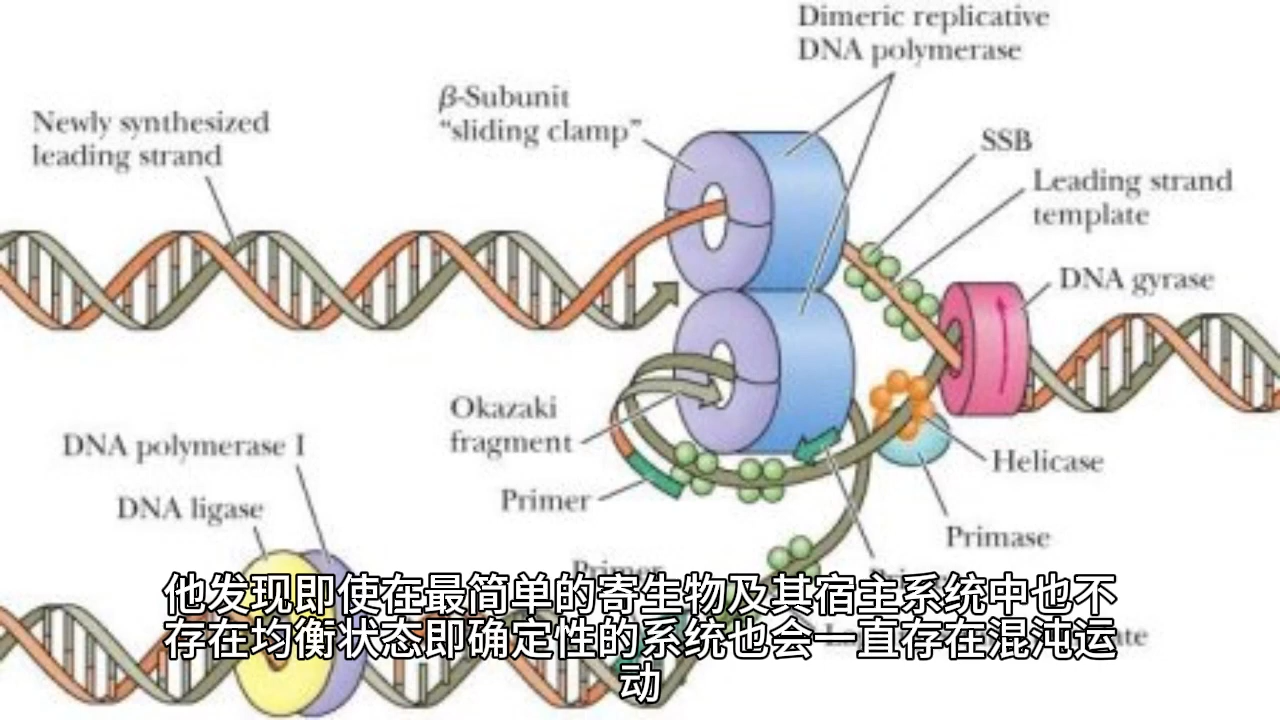 Dimeric replicative
DNA polymerase
β-Subunit
“sliding clamp”
Newly synthesized
leading strand
SSB
Leading strand
template
DNA gyrase
Okazaki
fragment
DNA polymerase I
Helicase
Primer
DNA ligase
Primase
Primer
他发现即使在最简单的寄生物及其宿主系统中也不
存在均衡状态即确定性的系统也会一直存在混沌运
动